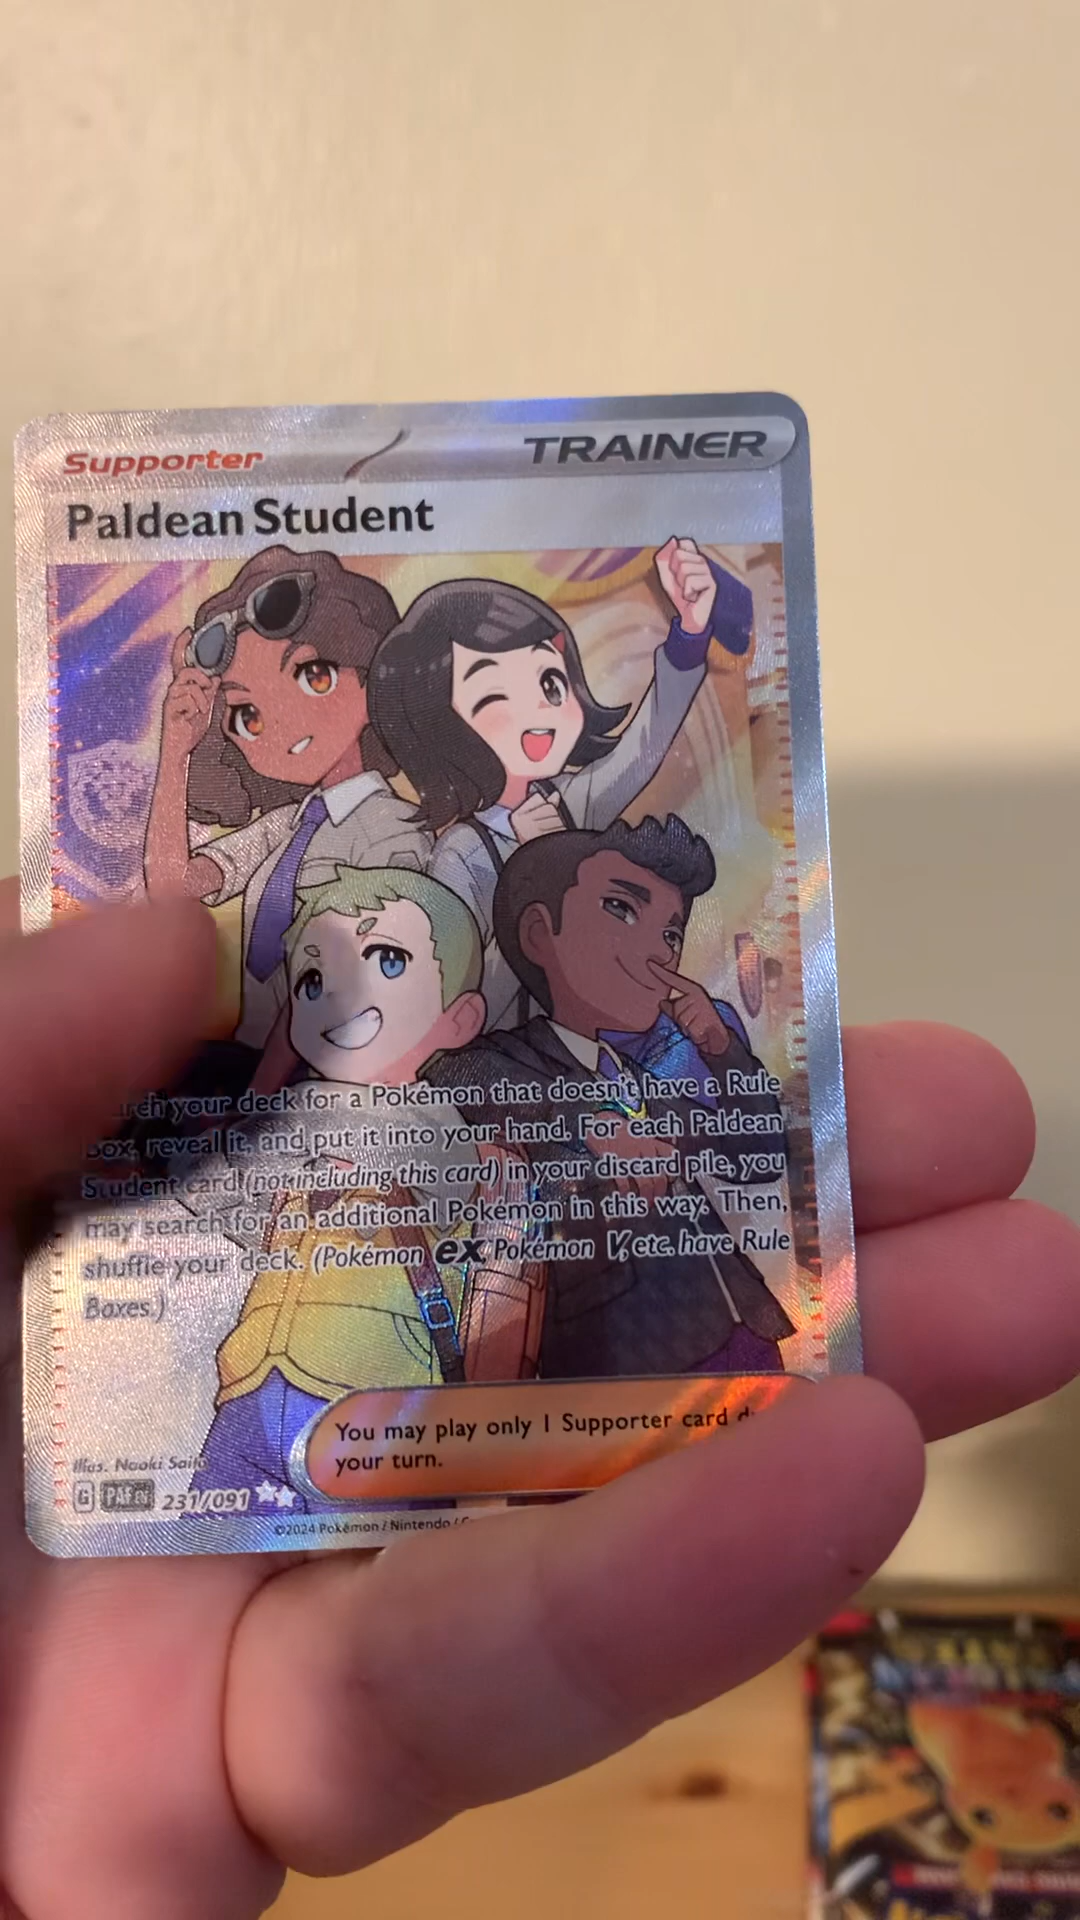 Supporter
TRAINER
Paldean Student
your deck for a Pokémon that doesn't have a Rule
Box, reveal it, and put it into your hand. For each Paldean
Student card (not including this card) in your discard pile, you
may search for an additional Pokémon in this way. Then,
shuffle your deck. (Pokémon ex, Pokémon V, etc. have Rule
Boxes.)
You may play only 1 Supporter card
your turn.
Illus. Naoki Saito
G PAF EN 231/091
©2024 Pokémon / Nintendo /